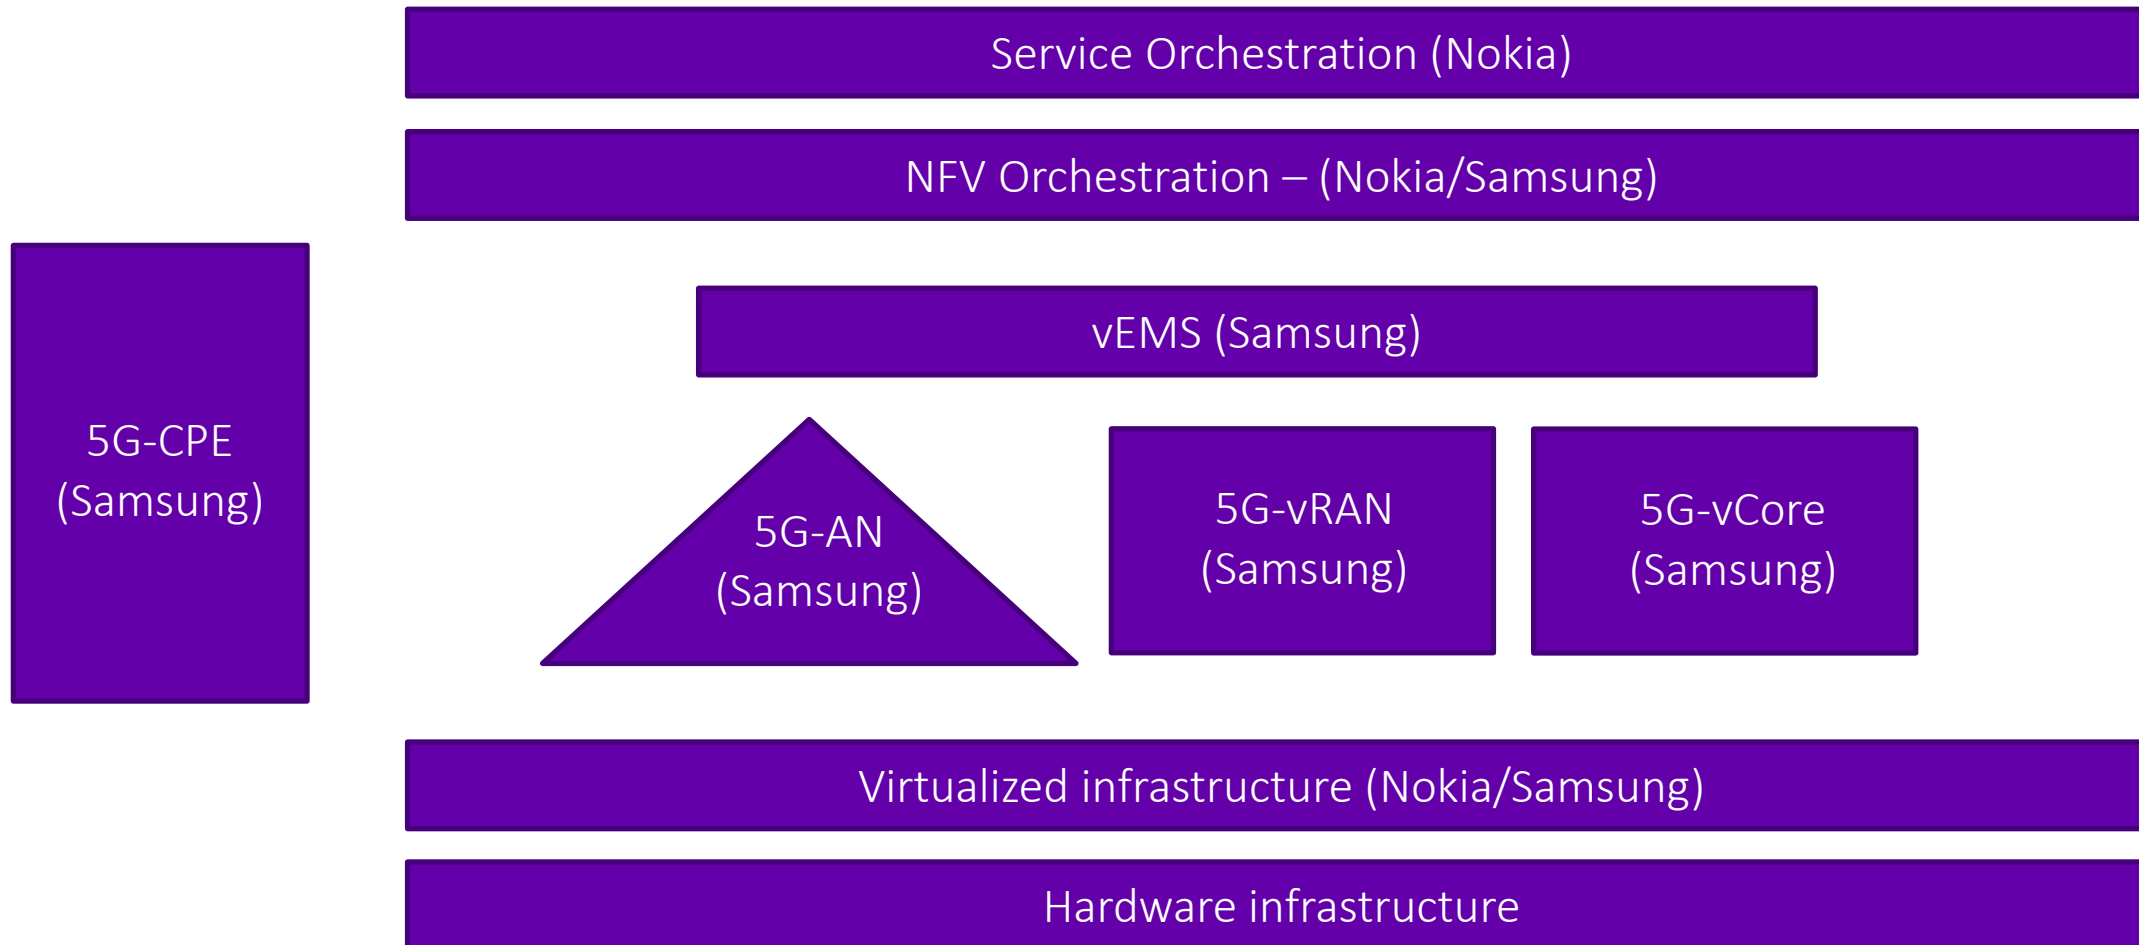 Service Orchestration (Nokia)
NFV Orchestration – (Nokia/Samsung)
vEMS (Samsung)
5G-CPE
(Samsung)
5G-AN
(Samsung)
5G-vRAN
(Samsung)
5G-vCore
(Samsung)
Virtualized infrastructure (Nokia/Samsung)
Hardware infrastructure